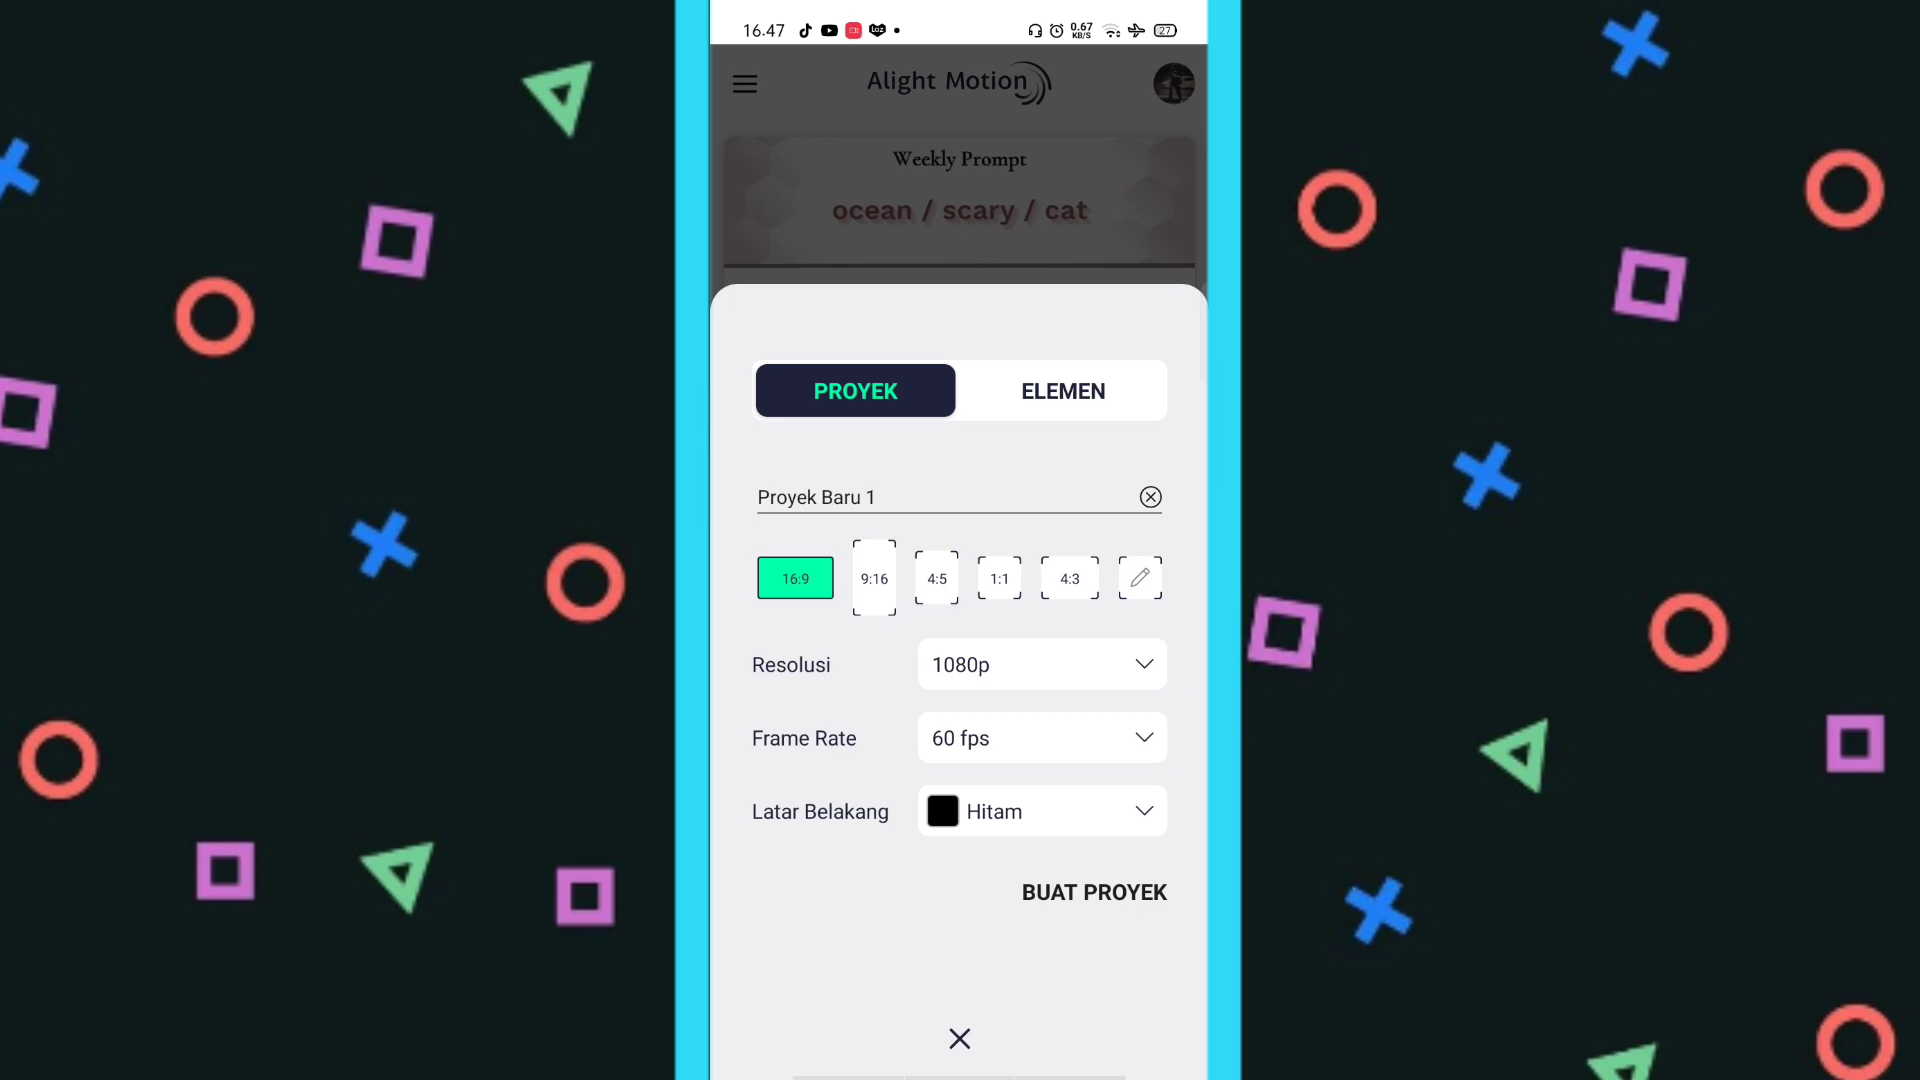 16.47 0.67 KB/S 27
Alight Motion
Weekly Prompt
ocean / scary / cat
PROYEK ELEMEN
Proyek Baru 1
16:9 9:16 4:5 1:1 4:3
Resolusi 1080p
Frame Rate 60 fps
Latar Belakang Hitam
BUAT PROYEK